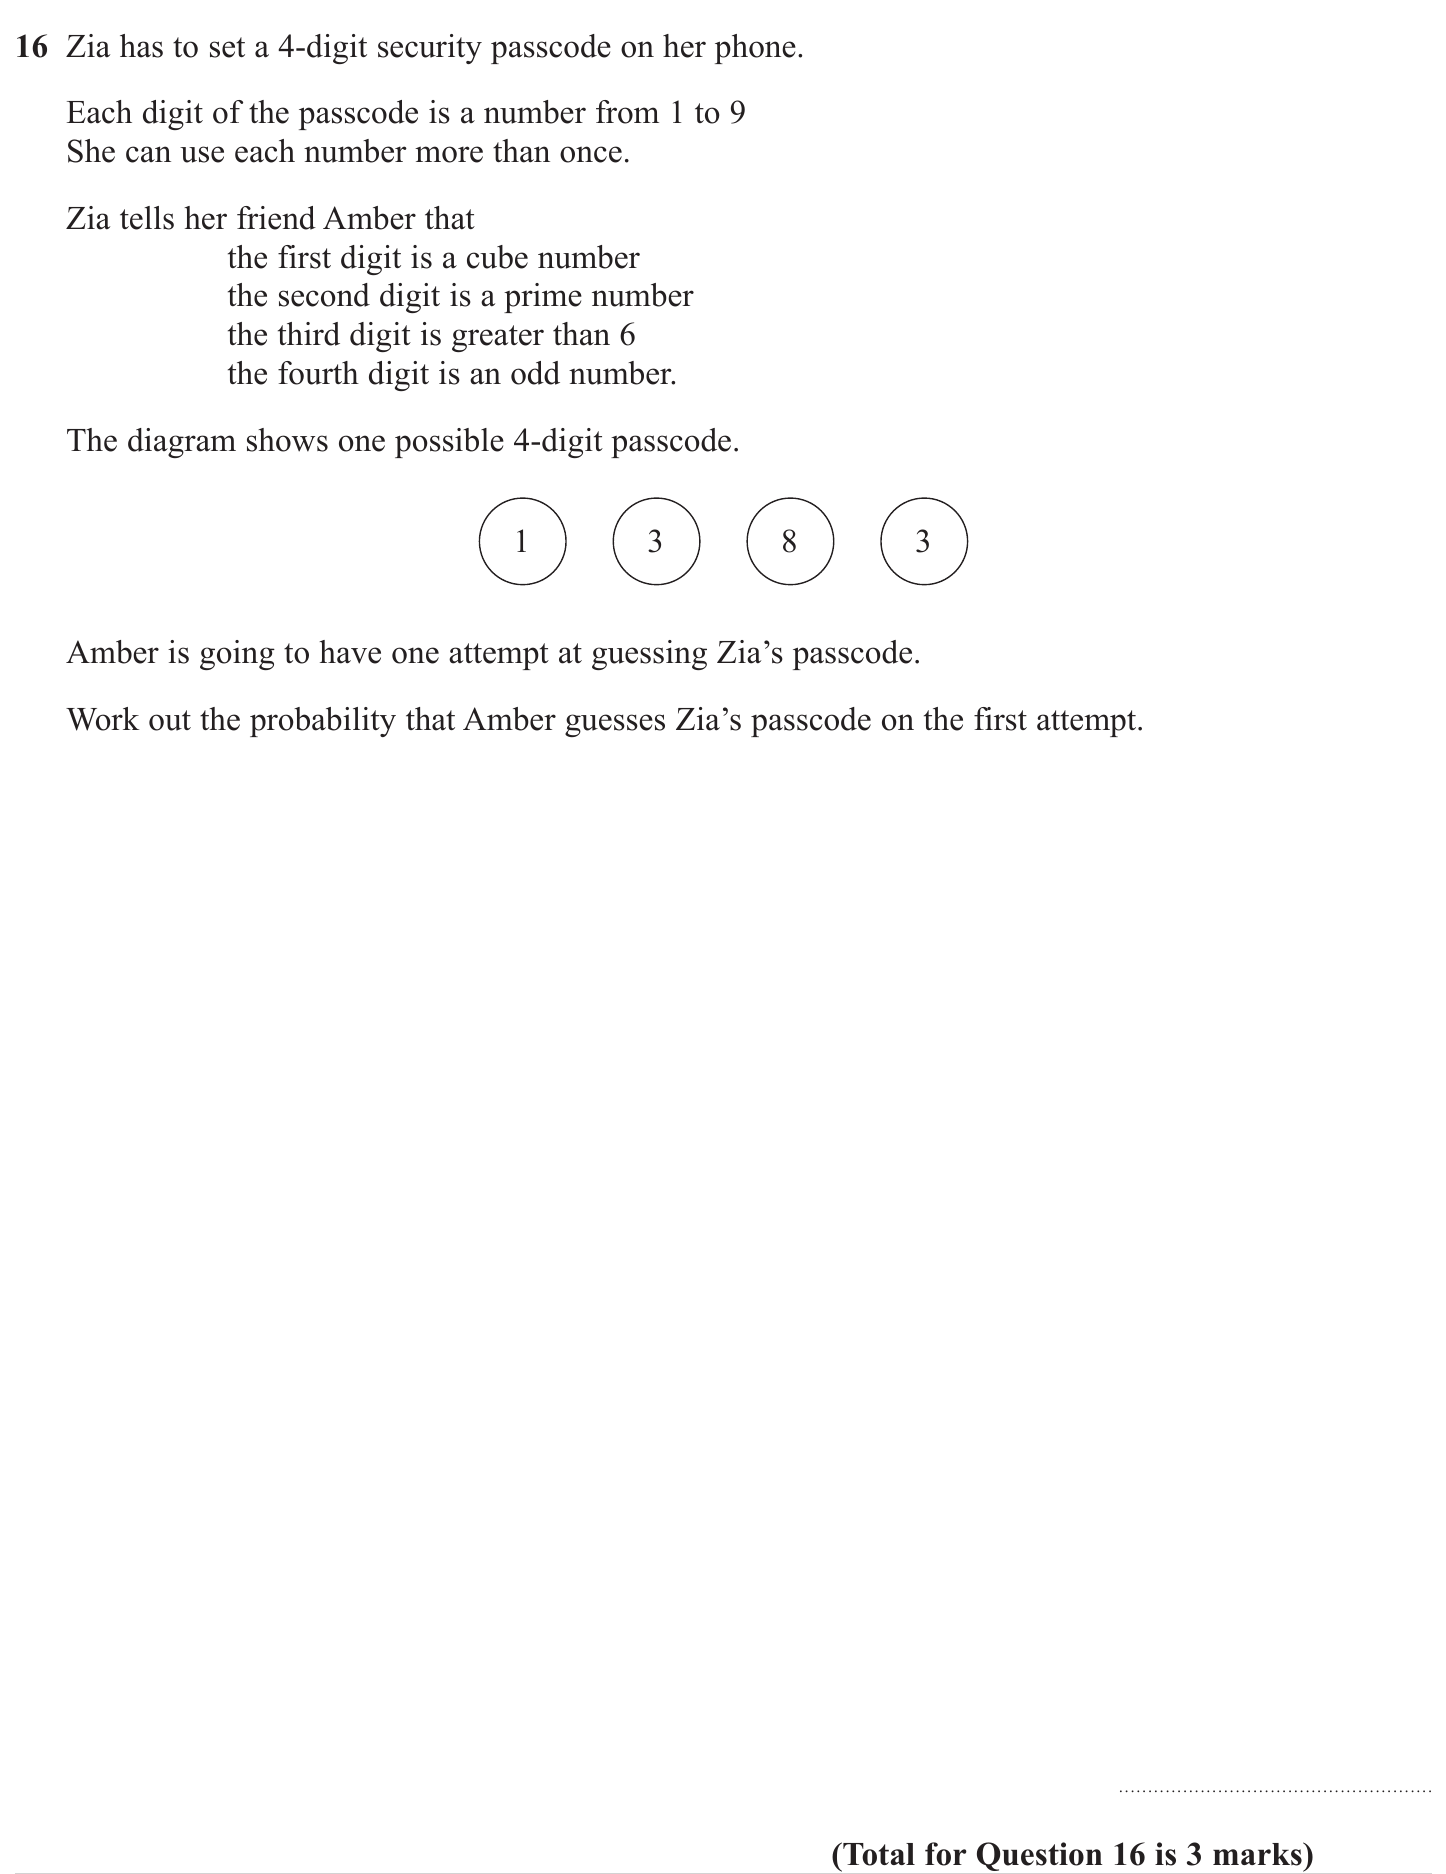 16 Zia has to set a 4-digit security passcode on her phone.
Each digit of the passcode is a number from 1 to 9
She can use each number more than once.
Zia tells her friend Amber that
the first digit is a cube number
the second digit is a prime number
the third digit is greater than 6
the fourth digit is an odd number.
The diagram shows one possible 4-digit passcode.
1 3 8 3
Amber is going to have one attempt at guessing Zia’s passcode.
Work out the probability that Amber guesses Zia’s passcode on the first attempt.
(Total for Question 16 is 3 marks)